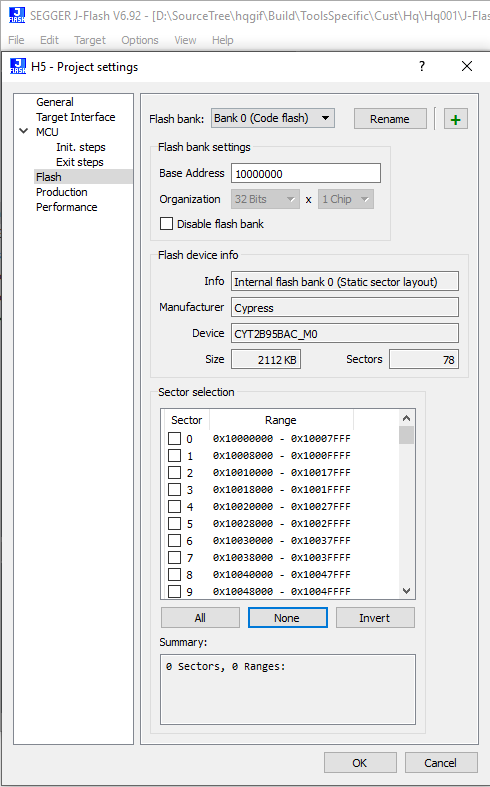 SEGGER J-Flash V6.92 - [D:\SourceTree\hqgif\Build\ToolsSpecific\Cust\Hq\Hq001\J-Flas
File Edit Target Options View Help
H5 - Project settings ?
General
Target Interface
MCU
Init. steps
Exit steps
Flash
Production
Performance
Flash bank: Bank 0 (Code flash) Rename +
Flash bank settings
Base Address 10000000
Organization 32 Bits x 1 Chip
Disable flash bank
Flash device info
Info Internal flash bank 0 (Static sector layout)
Manufacturer Cypress
Device CYT2B95BAC_M0
Size 2112 KB Sectors 78
Sector selection
Sector Range
0 0x10000000 - 0x10007FFF
1 0x10008000 - 0x1000FFFF
2 0x10010000 - 0x10017FFF
3 0x10018000 - 0x1001FFFF
4 0x10020000 - 0x10027FFF
5 0x10028000 - 0x1002FFFF
6 0x10030000 - 0x10037FFF
7 0x10038000 - 0x1003FFFF
8 0x10040000 - 0x10047FFF
9 0x10048000 - 0x1004FFFF
All None Invert
Summary:
0 Sectors, 0 Ranges:
OK Cancel